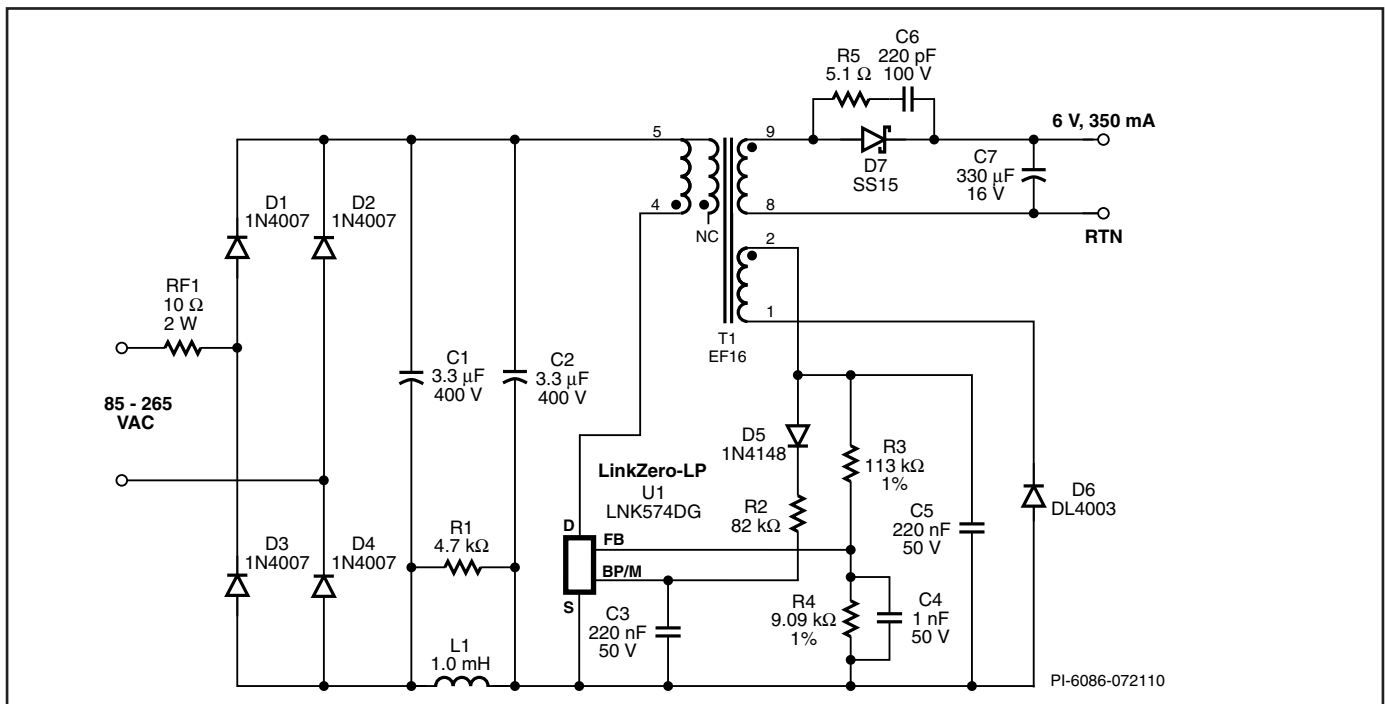 C6
220 pF
100 V
R5
5.1 Ω
6 V, 350 mA
5
9
D7
SS15
C7
330 µF
16 V
D1
1N4007
D2
1N4007
4
NC
8
RTN
2
RF1
10 Ω
2 W
1
T1
EF16
C1
3.3 µF
400 V
C2
3.3 µF
400 V
85 - 265
VAC
D5
1N4148
R3
113 kΩ
1%
LinkZero-LP
U1
LNK574DG
R2
82 kΩ
C5
220 nF
50 V
D6
DL4003
D
FB
R1
4.7 kΩ
D3
1N4007
D4
1N4007
BP/M
S
C3
220 nF
50 V
R4
9.09 kΩ
1%
C4
1 nF
50 V
L1
1.0 mH
PI-6086-072110